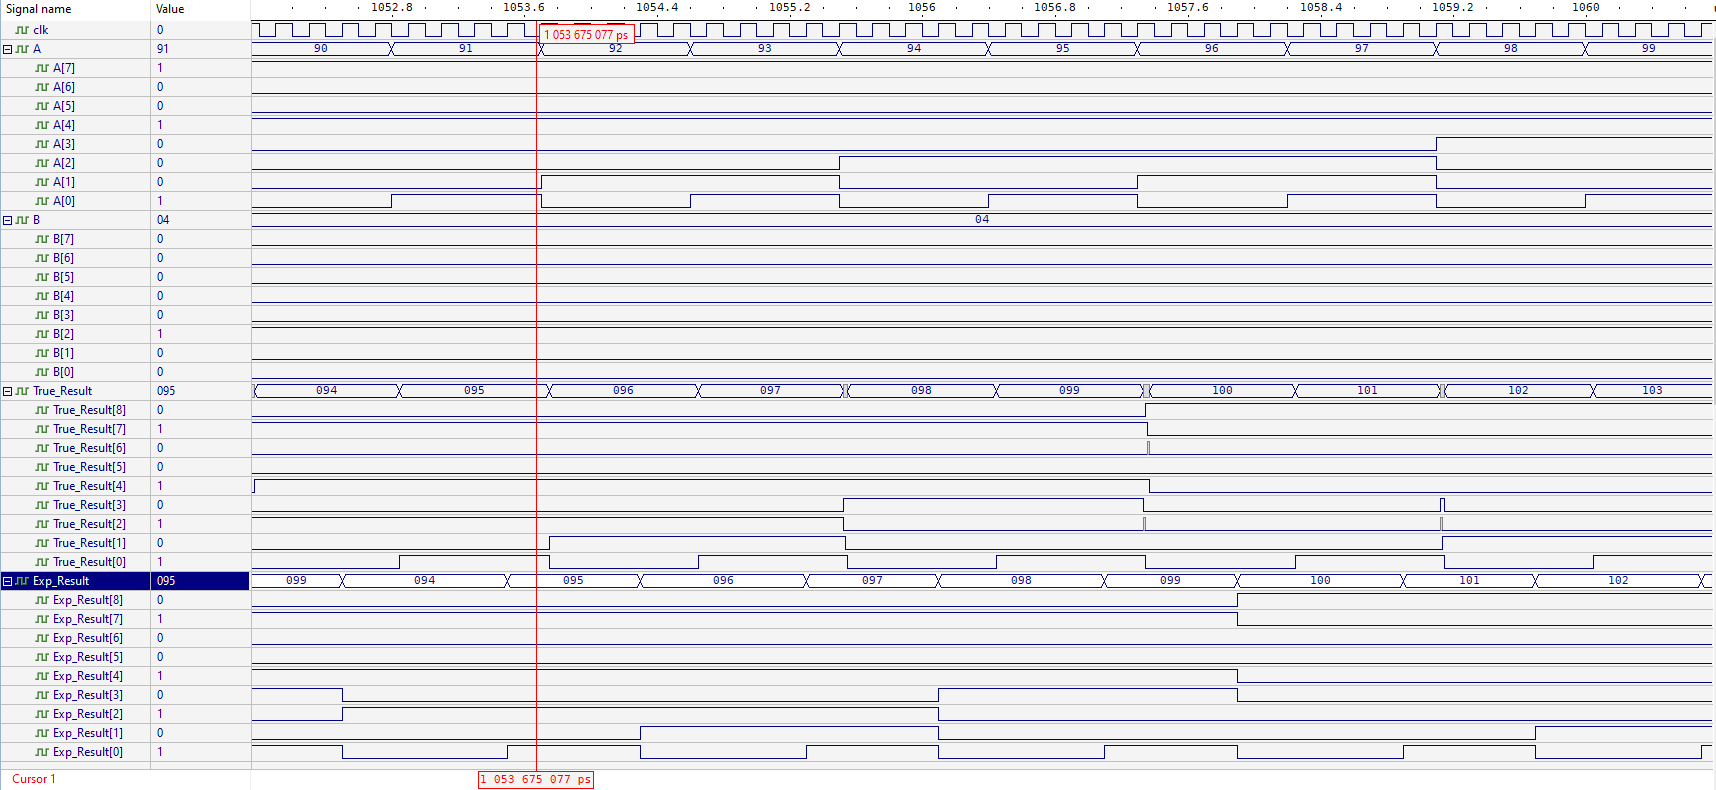 Signal name Value 1052.8 1053.6 1054.4 1055.2 1056 1056.8 1057.6 1058.4 1059.2 1060
clk 0 1 053 675 077 ps
A 91 90 91 92 93 94 95 96 97 98 99
A[7] 1
A[6] 0
A[5] 0
A[4] 1
A[3] 0
A[2] 0
A[1] 0
A[0] 1
B 04 04
B[7] 0
B[6] 0
B[5] 0
B[4] 0
B[3] 0
B[2] 1
B[1] 0
B[0] 0
True_Result 095 094 095 096 097 098 099 100 101 102 103
True_Result[8] 0
True_Result[7] 1
True_Result[6] 0
True_Result[5] 0
True_Result[4] 1
True_Result[3] 0
True_Result[2] 1
True_Result[1] 0
True_Result[0] 1
Exp_Result 095 099 094 095 096 097 098 099 100 101 102
Exp_Result[8] 0
Exp_Result[7] 1
Exp_Result[6] 0
Exp_Result[5] 0
Exp_Result[4] 1
Exp_Result[3] 0
Exp_Result[2] 1
Exp_Result[1] 0
Exp_Result[0] 1
Cursor 1 1 053 675 077 ps